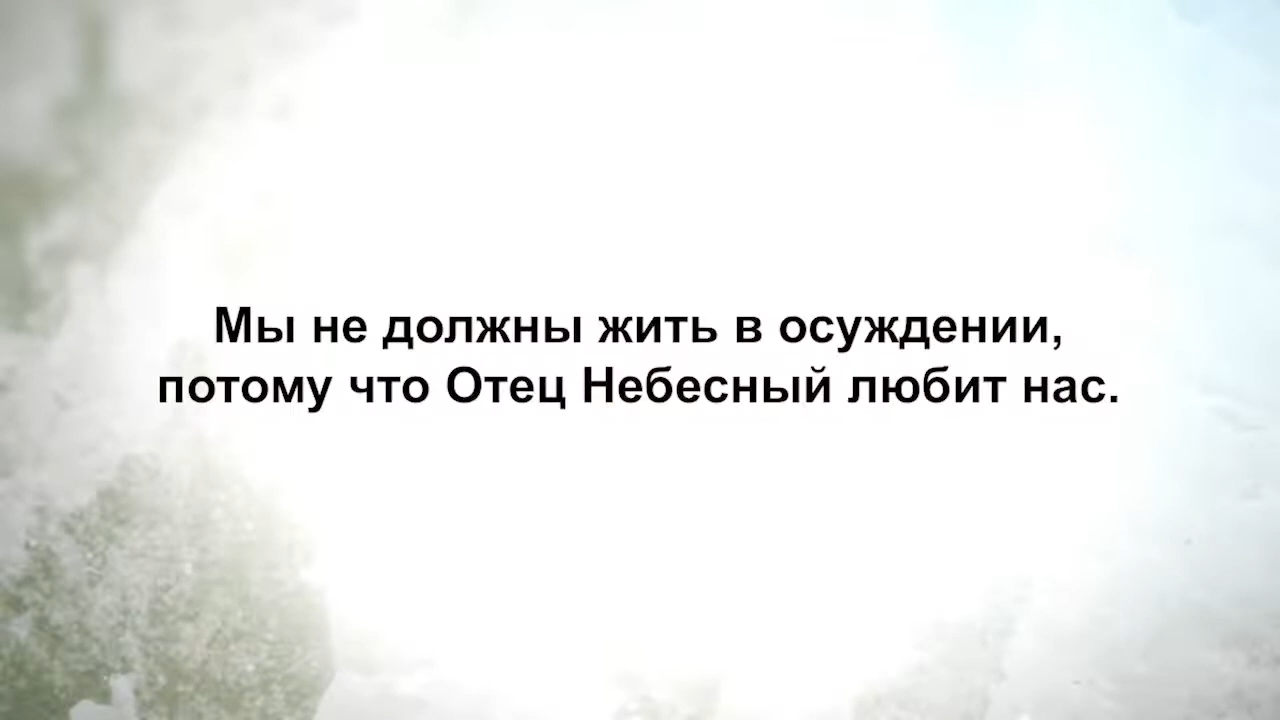 Мы не должны жить в осуждении,
потому что Отец Небесный любит нас.